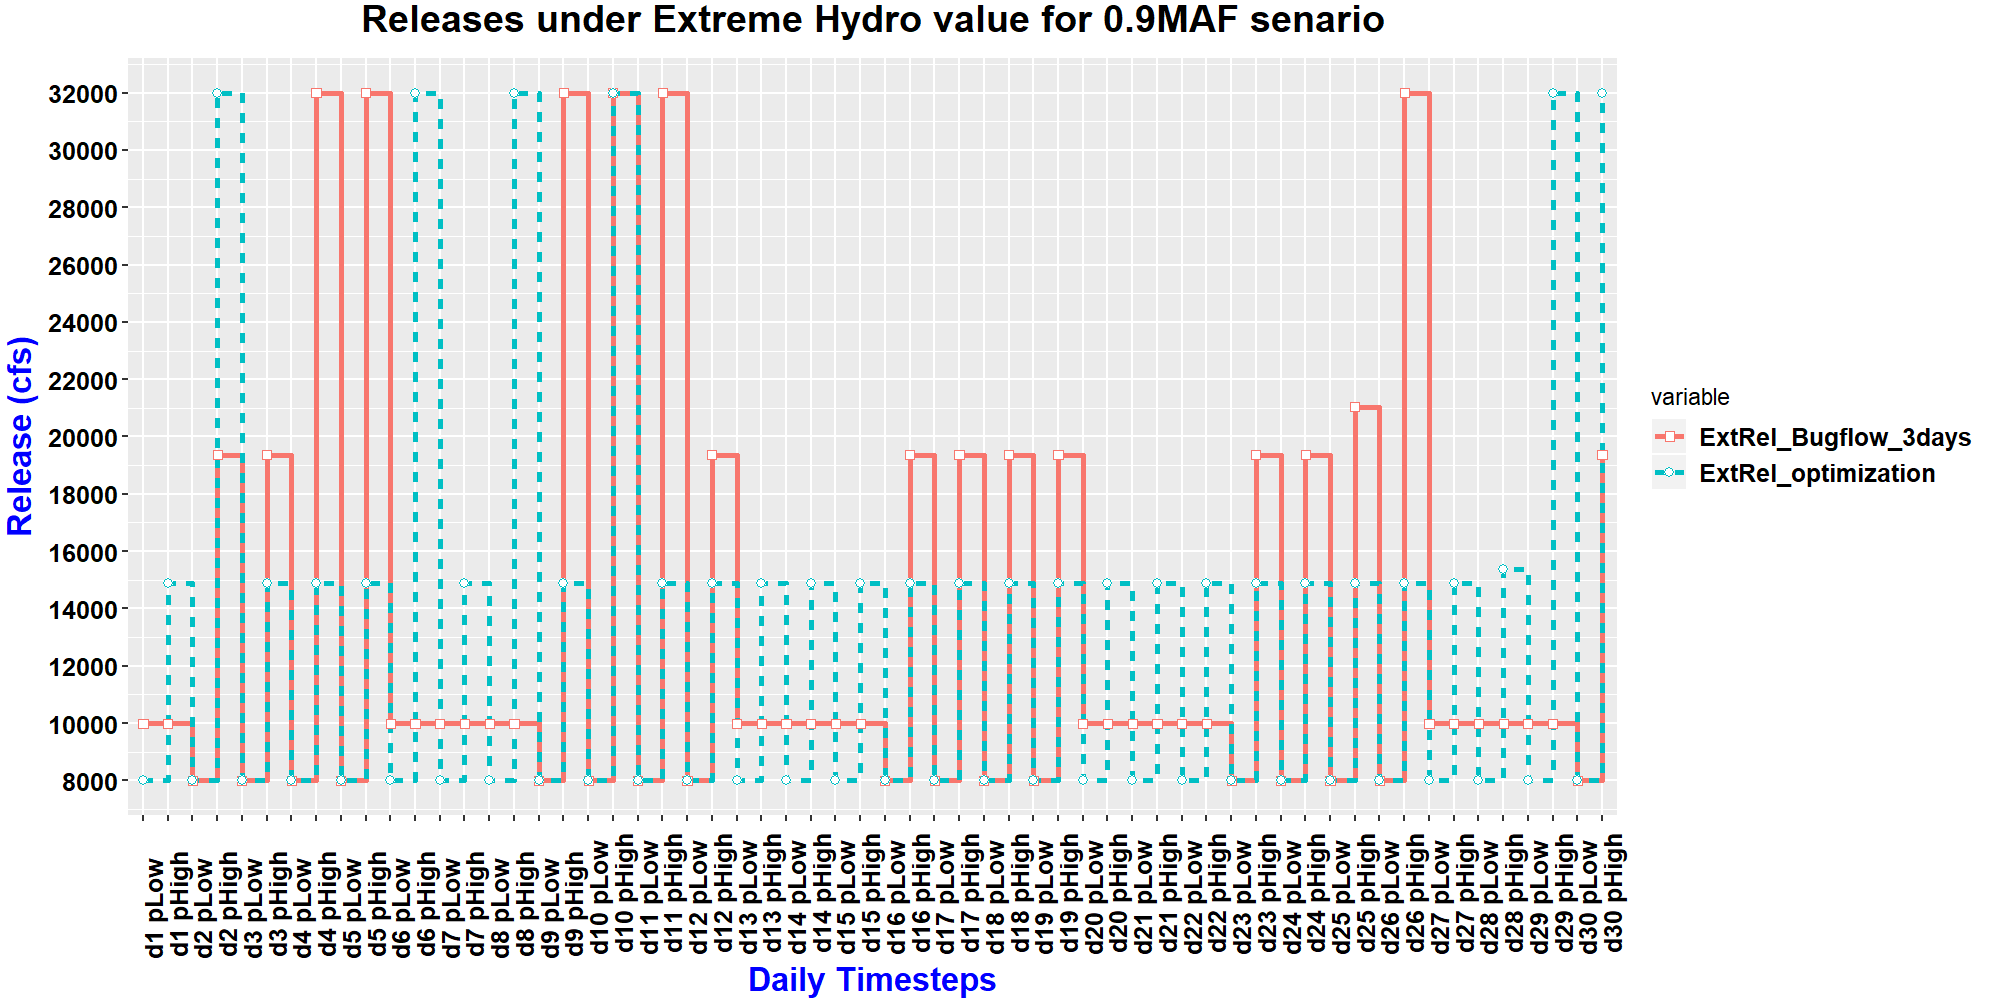 Releases under Extreme Hydro value for 0.9MAF senario
Release (cfs)
32000
30000
28000
26000
24000
22000
20000
18000
16000
14000
12000
10000
8000
d1 pLow
d1 pHigh
d2 pLow
d2 pHigh
d3 pLow
d3 pHigh
d4 pLow
d4 pHigh
d5 pLow
d5 pHigh
d6 pLow
d6 pHigh
d7 pLow
d7 pHigh
d8 pLow
d8 pHigh
d9 pLow
d9 pHigh
d10 pLow
d10 pHigh
d11 pLow
d11 pHigh
d12 pLow
d12 pHigh
d13 pLow
d13 pHigh
d14 pLow
d14 pHigh
d15 pLow
d15 pHigh
d16 pLow
d16 pHigh
d17 pLow
d17 pHigh
d18 pLow
d18 pHigh
d19 pLow
d19 pHigh
d20 pLow
d20 pHigh
d21 pLow
d21 pHigh
d22 pLow
d22 pHigh
d23 pLow
d23 pHigh
d24 pLow
d24 pHigh
d25 pLow
d25 pHigh
d26 pLow
d26 pHigh
d27 pLow
d27 pHigh
d28 pLow
d28 pHigh
d29 pLow
d29 pHigh
d30 pLow
d30 pHigh
Daily Timesteps
variable
ExtRel_Bugflow_3days
ExtRel_optimization